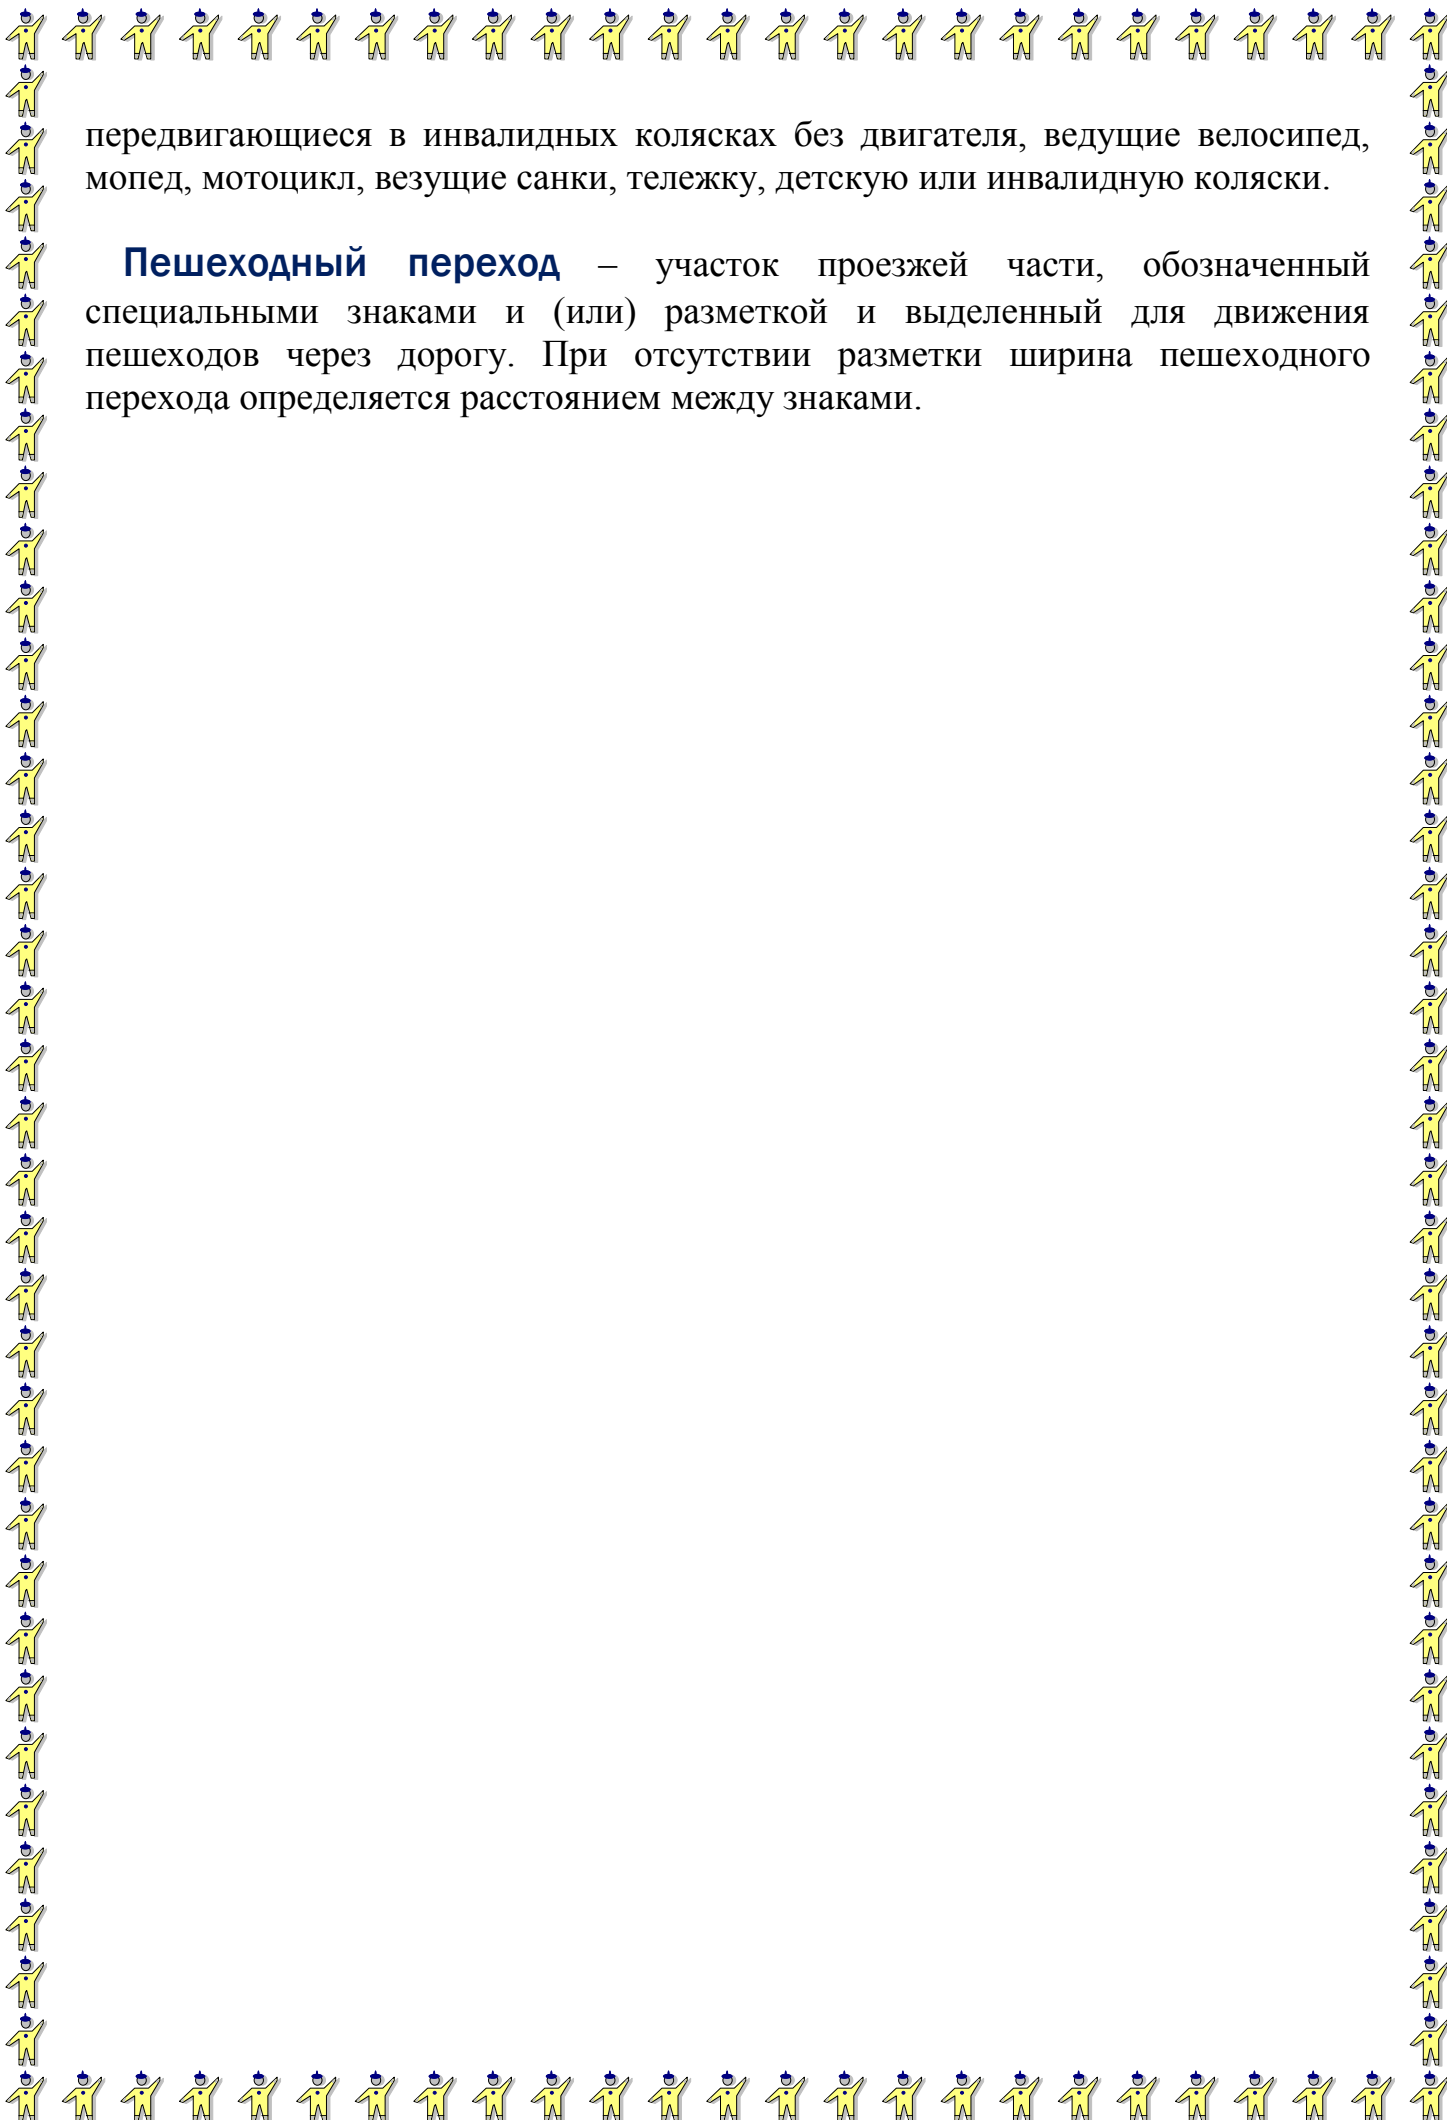 передвигающиеся в инвалидных колясках без двигателя, ведущие велосипед,
мопед, мотоцикл, везущие санки, тележку, детскую или инвалидную коляски.
Пешеходный переход – участок проезжей части, обозначенный
специальными знаками и (или) разметкой и выделенный для движения
пешеходов через дорогу. При отсутствии разметки ширина пешеходного
перехода определяется расстоянием между знаками.